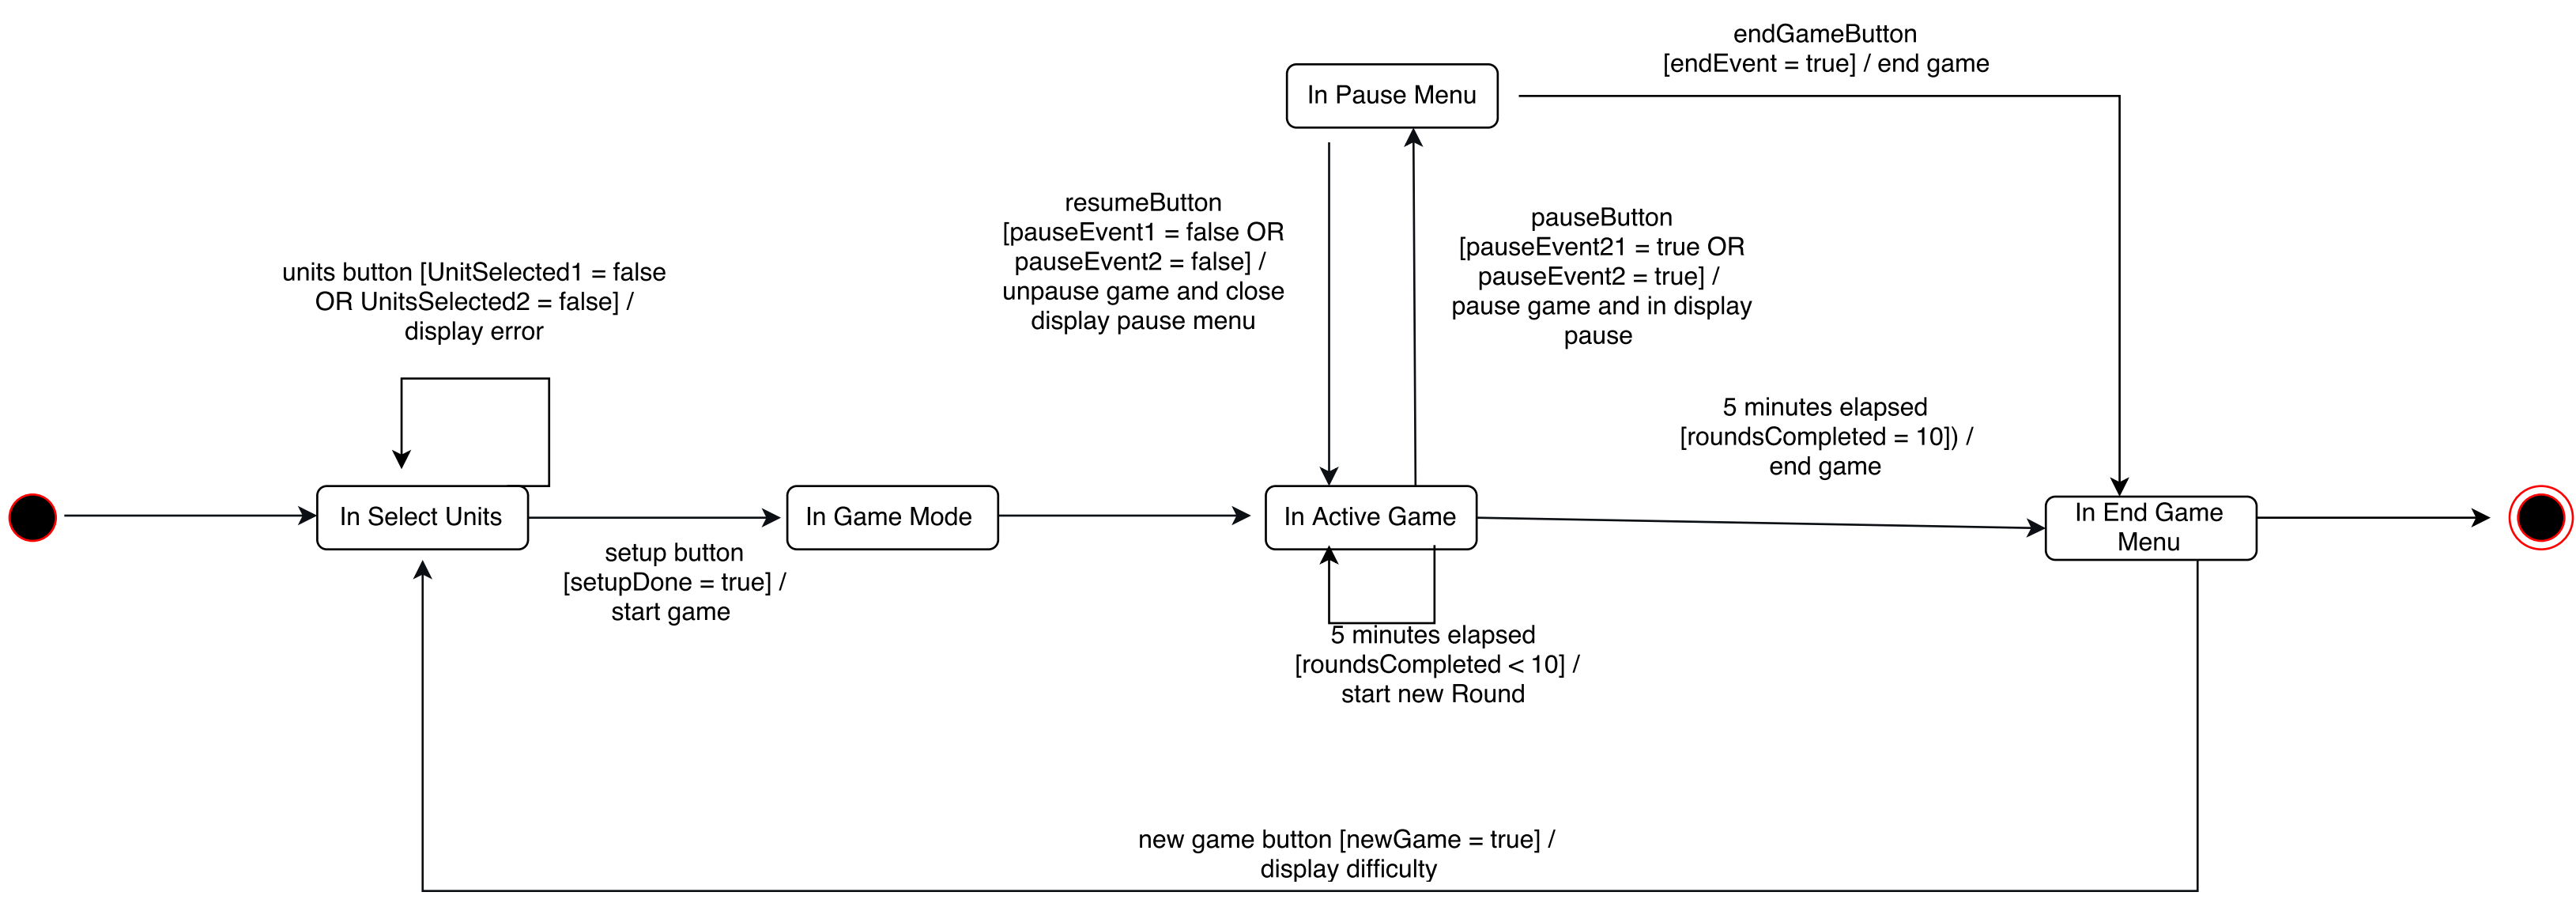 endGameButton
[endEvent = true] / end game
In Pause Menu
resumeButton
[pauseEvent1 = false OR
pauseEvent2 = false] /
unpause game and close
display pause menu
pauseButton
[pauseEvent21 = true OR
pauseEvent2 = true] /
pause game and in display
pause
units button [UnitSelected1 = false
OR UnitsSelected2 = false] /
display error
5 minutes elapsed
[roundsCompleted = 10]) /
end game
In Select Units
In Game Mode
In Active Game
In End Game
Menu
setup button
[setupDone = true] /
start game
5 minutes elapsed
[roundsCompleted < 10] /
start new Round
new game button [newGame = true] /
display difficulty